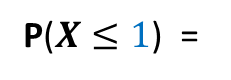 P(X ≤ 1) =